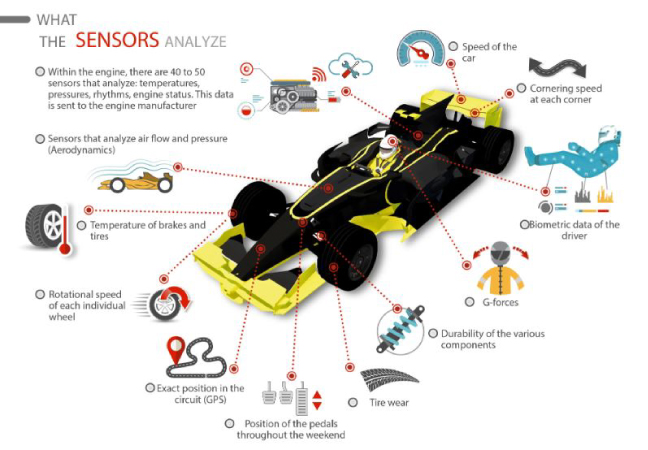 WHAT
THE SENSORS ANALYZE
Within the engine, there are 40 to 50
sensors that analyze: temperatures,
pressures, rhythms, engine status. This data
is sent to the engine manufacturer
Sensors that analyze air flow and pressure
(Aerodynamics)
Temperature of brakes and
tires
Rotational speed
of each individual
wheel
Exact position in the
circuit (GPS)
Position of the pedals
throughout the weekend
Tire wear
Durability of the various
components
G-forces
Biometric data of the
driver
Cornering speed
at each corner
Speed of the
car